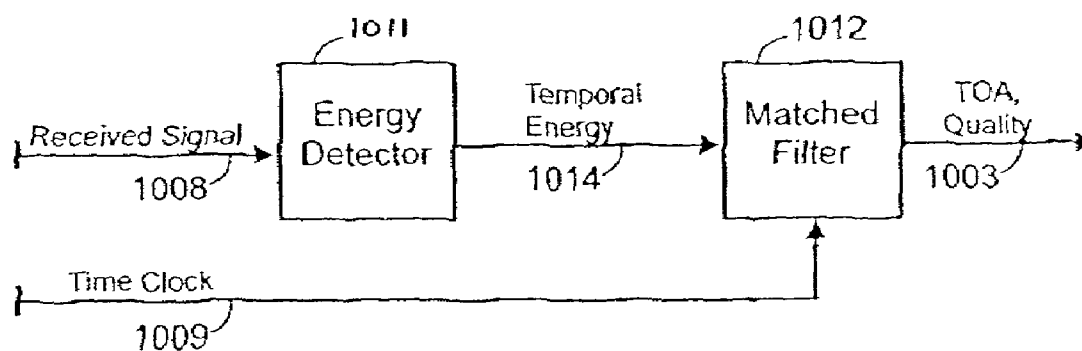 1011
1012
Energy
Detector
Temporal
Energy
Matched
Filter
TOA,
Quality
Received Signal
1008
1014
1003
Time Clock
1009